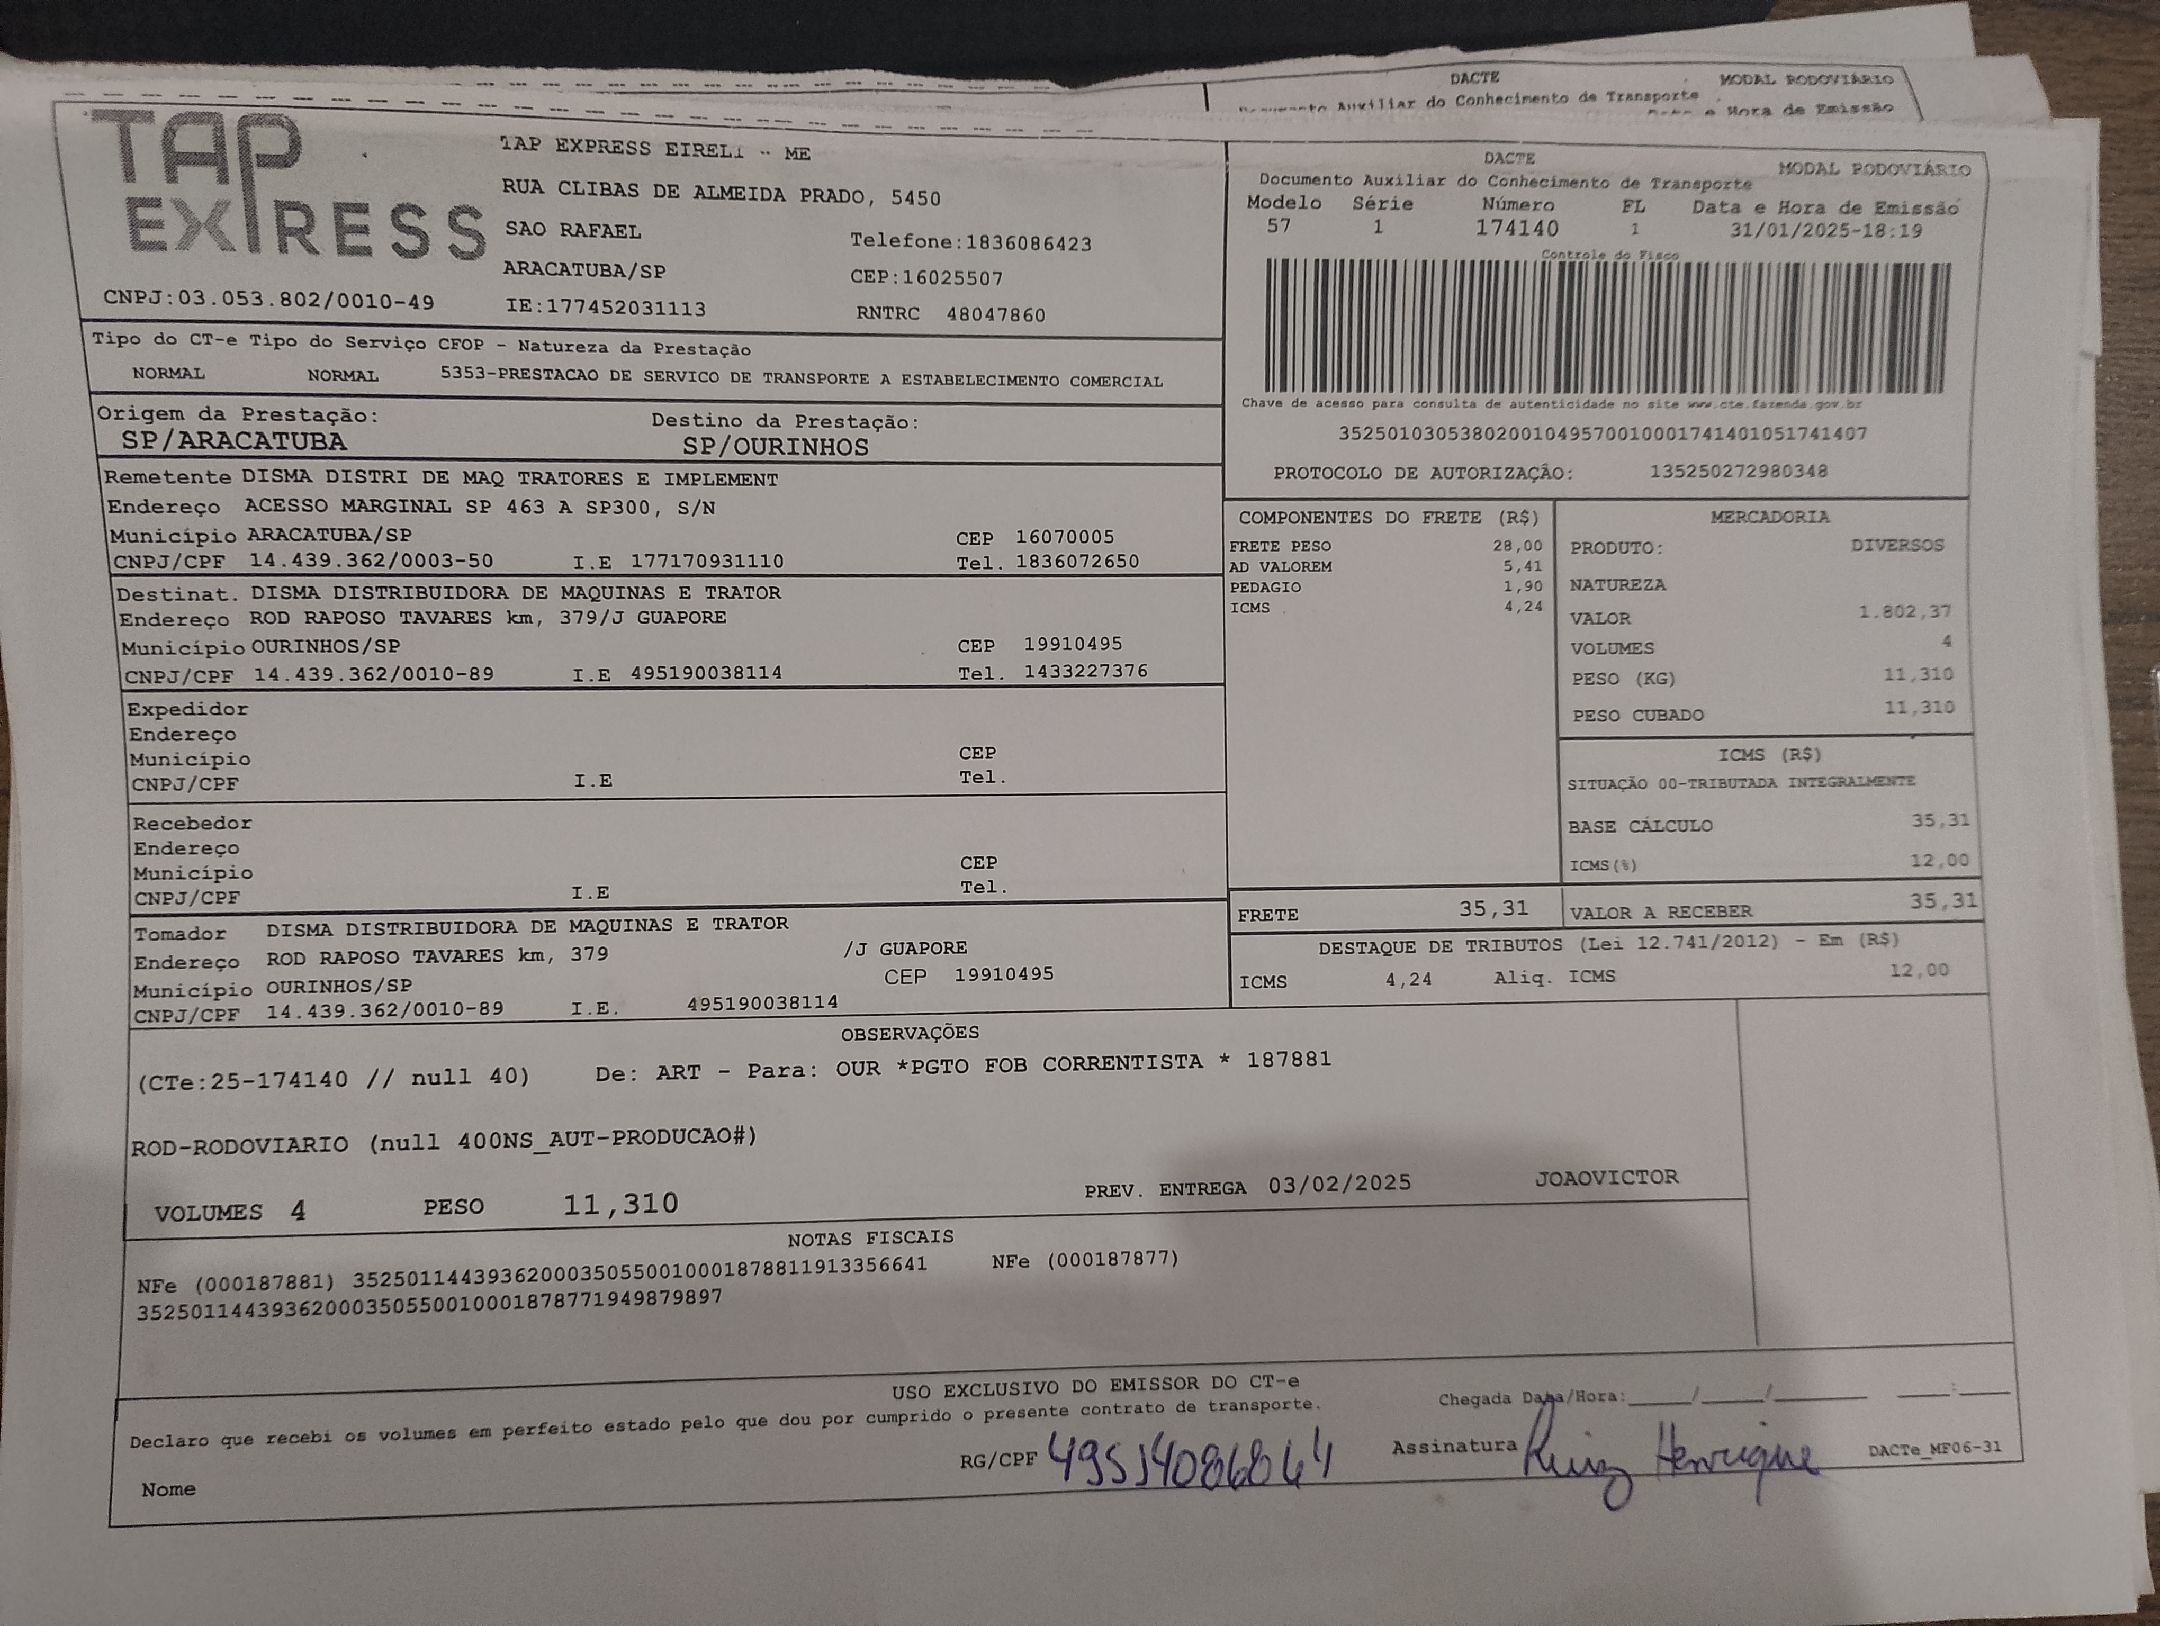 DACTE
MODAL RODOVIÁRIO
Auxiliar do Conhecimento de Transporte
e Hora de Emissão
TAP EXPRESS
TAP EXPRESS EIRELI - ME
RUA CLIBAS DE ALMEIDA PRADO, 5450
SAO RAFAEL
Telefone:1836086423
ARACATUBA/SP
CEP:16025507
CNPJ:03.053.802/0010-49
IE:177452031113
RNTRC 48047860
DACTE
MODAL RODOVIÁRIO
Documento Auxiliar do Conhecimento de Transporte
Modelo Série Número FL Data e Hora de Emissão
57 1 174140 1 31/01/2025-18:19
Controle do Fisco
Chave de acesso para consulta de autenticidade no site www.cte.fazenda.gov.br
35250103053802001049570010001741401051741407
PROTOCOLO DE AUTORIZAÇÃO: 135250272980348
Tipo do CT-e Tipo do Serviço CFOP - Natureza da Prestação
NORMAL NORMAL 5353-PRESTACAO DE SERVICO DE TRANSPORTE A ESTABELECIMENTO COMERCIAL
Origem da Prestação: Destino da Prestação:
SP/ARACATUBA SP/OURINHOS
Remetente DISMA DISTRI DE MAQ TRATORES E IMPLEMENT
Endereço ACESSO MARGINAL SP 463 A SP300, S/N
Município ARACATUBA/SP CEP 16070005
CNPJ/CPF 14.439.362/0003-50 I.E 177170931110 Tel. 1836072650
Destinat. DISMA DISTRIBUIDORA DE MAQUINAS E TRATOR
Endereço ROD RAPOSO TAVARES km, 379/J GUAPORE
Município OURINHOS/SP CEP 19910495
CNPJ/CPF 14.439.362/0010-89 I.E 495190038114 Tel. 1433227376
Expedidor
Endereço
Município CEP
CNPJ/CPF I.E Tel.
Recebedor
Endereço
Município CEP
CNPJ/CPF I.E Tel.
Tomador DISMA DISTRIBUIDORA DE MAQUINAS E TRATOR
Endereço ROD RAPOSO TAVARES km, 379 /J GUAPORE
Município OURINHOS/SP CEP 19910495
CNPJ/CPF 14.439.362/0010-89 I.E. 495190038114
COMPONENTES DO FRETE (R$)
FRETE PESO 28,00
AD VALOREM 5,41
PEDAGIO 1,90
ICMS 4,24
MERCADORIA
PRODUTO: DIVERSOS
NATUREZA
VALOR 1.802,37
VOLUMES 4
PESO (KG) 11,310
PESO CUBADO 11,310
ICMS (R$)
SITUAÇÃO 00-TRIBUTADA INTEGRALMENTE
BASE CÁLCULO 35,31
ICMS(%) 12,00
FRETE 35,31 VALOR A RECEBER 35,31
DESTAQUE DE TRIBUTOS (Lei 12.741/2012) - Em (R$)
ICMS 4,24 Aliq. ICMS 12,00
OBSERVAÇÕES
(CTe:25-174140 // null 40) De: ART - Para: OUR *PGTO FOB CORRENTISTA * 187881
ROD-RODOVIARIO (null 400NS_AUT-PRODUCAO#)
VOLUMES 4 PESO 11,310 PREV. ENTREGA 03/02/2025 JOAOVICTOR
NOTAS FISCAIS
NFe (000187881) 35250114439362000350550010001878811913356641 NFe (000187877)
35250114439362000350550010001878771949879897
USO EXCLUSIVO DO EMISSOR DO CT-e
Declaro que recebi os volumes em perfeito estado pelo que dou por cumprido o presente contrato de transporte.
Chegada Data/Hora:____/____/______ ___:___
Nome
RG/CPF 49514086864
Assinatura Ruiz Henrique
DACTe_MF06-31